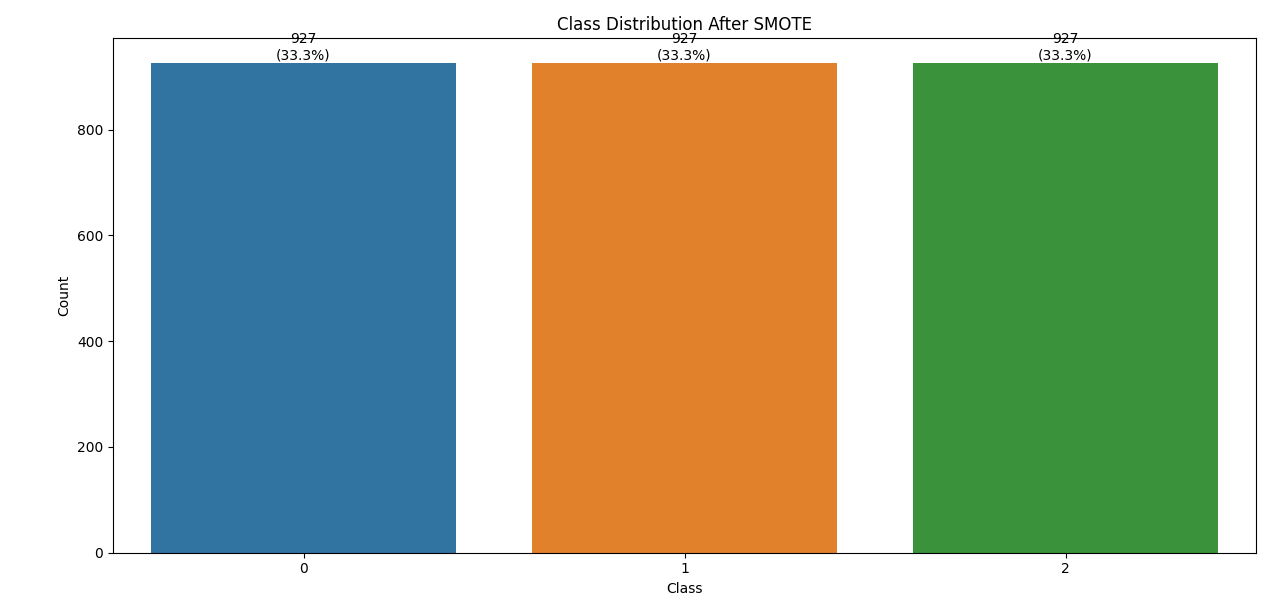 Class Distribution After SMOTE
927 927 927
(33.3%) (33.3%) (33.3%)
800
600
400
200
0
Count
0 1 2
Class